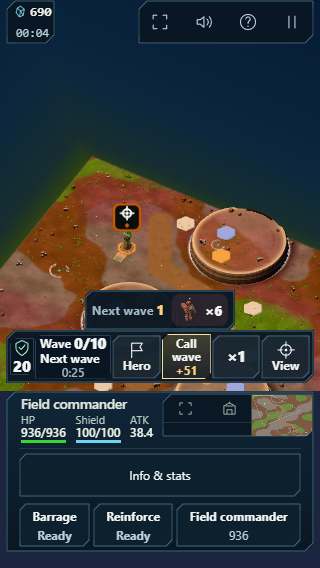 690
00:04
Next wave 1
×6
20
Wave 0/10
Next wave
0:25
Hero
Call
wave
+51
×1
View
Field commander
HP
936/936
Shield
100/100
ATK
38.4
Info & stats
Barrage
Ready
Reinforce
Ready
Field commander
936